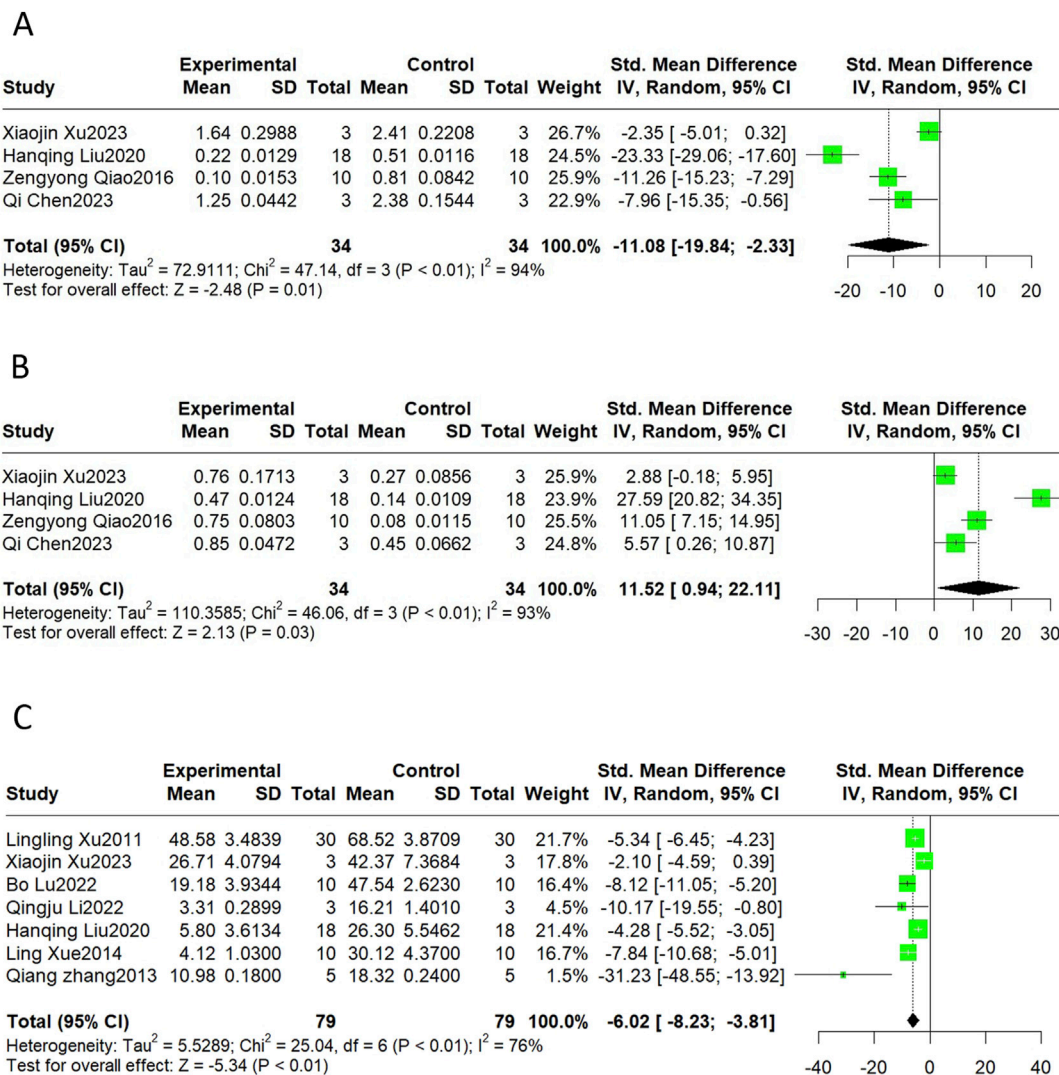 A
Experimental Control Std. Mean Difference Std. Mean Difference
Study Mean SD Total Mean SD Total Weight IV, Random, 95% CI IV, Random, 95% CI
Xiaojin Xu2023 1.64 0.2988 3 2.41 0.2208 3 26.7% -2.35 [ -5.01; 0.32]
Hanqing Liu2020 0.22 0.0129 18 0.51 0.0116 18 24.5% -23.33 [-29.06; -17.60]
Zengyong Qiao2016 0.10 0.0153 10 0.81 0.0842 10 25.9% -11.26 [-15.23; -7.29]
Qi Chen2023 1.25 0.0442 3 2.38 0.1544 3 22.9% -7.96 [-15.35; -0.56]
Total (95% CI) 34 34 100.0% -11.08 [-19.84; -2.33]
Heterogeneity: Tau² = 72.9111; Chi² = 47.14, df = 3 (P < 0.01); I² = 94%
Test for overall effect: Z = -2.48 (P = 0.01)
-20 -10 0 10 20
B
Experimental Control Std. Mean Difference Std. Mean Difference
Study Mean SD Total Mean SD Total Weight IV, Random, 95% CI IV, Random, 95% CI
Xiaojin Xu2023 0.76 0.1713 3 0.27 0.0856 3 25.9% 2.88 [-0.18; 5.95]
Hanqing Liu2020 0.47 0.0124 18 0.14 0.0109 18 23.9% 27.59 [20.82; 34.35]
Zengyong Qiao2016 0.75 0.0803 10 0.08 0.0115 10 25.5% 11.05 [ 7.15; 14.95]
Qi Chen2023 0.85 0.0472 3 0.45 0.0662 3 24.8% 5.57 [ 0.26; 10.87]
Total (95% CI) 34 34 100.0% 11.52 [ 0.94; 22.11]
Heterogeneity: Tau² = 110.3585; Chi² = 46.06, df = 3 (P < 0.01); I² = 93%
Test for overall effect: Z = 2.13 (P = 0.03)
-30 -20 -10 0 10 20 30
C
Experimental Control Std. Mean Difference Std. Mean Difference
Study Mean SD Total Mean SD Total Weight IV, Random, 95% CI IV, Random, 95% CI
Lingling Xu2011 48.58 3.4839 30 68.52 3.8709 30 21.7% -5.34 [ -6.45; -4.23]
Xiaojin Xu2023 26.71 4.0794 3 42.37 7.3684 3 17.8% -2.10 [ -4.59; 0.39]
Bo Lu2022 19.18 3.9344 10 47.54 2.6230 10 16.4% -8.12 [-11.05; -5.20]
Qingju Li2022 3.31 0.2899 3 16.21 1.4010 3 4.5% -10.17 [-19.55; -0.80]
Hanqing Liu2020 5.80 3.6134 18 26.30 5.5462 18 21.4% -4.28 [ -5.52; -3.05]
Ling Xue2014 4.12 1.0300 10 30.12 4.3700 10 16.7% -7.84 [-10.68; -5.01]
Qiang zhang2013 10.98 0.1800 5 18.32 0.2400 5 1.5% -31.23 [-48.55; -13.92]
Total (95% CI) 79 79 100.0% -6.02 [ -8.23; -3.81]
Heterogeneity: Tau² = 5.5289; Chi² = 25.04, df = 6 (P < 0.01); I² = 76%
Test for overall effect: Z = -5.34 (P < 0.01)
-40 -20 0 20 40